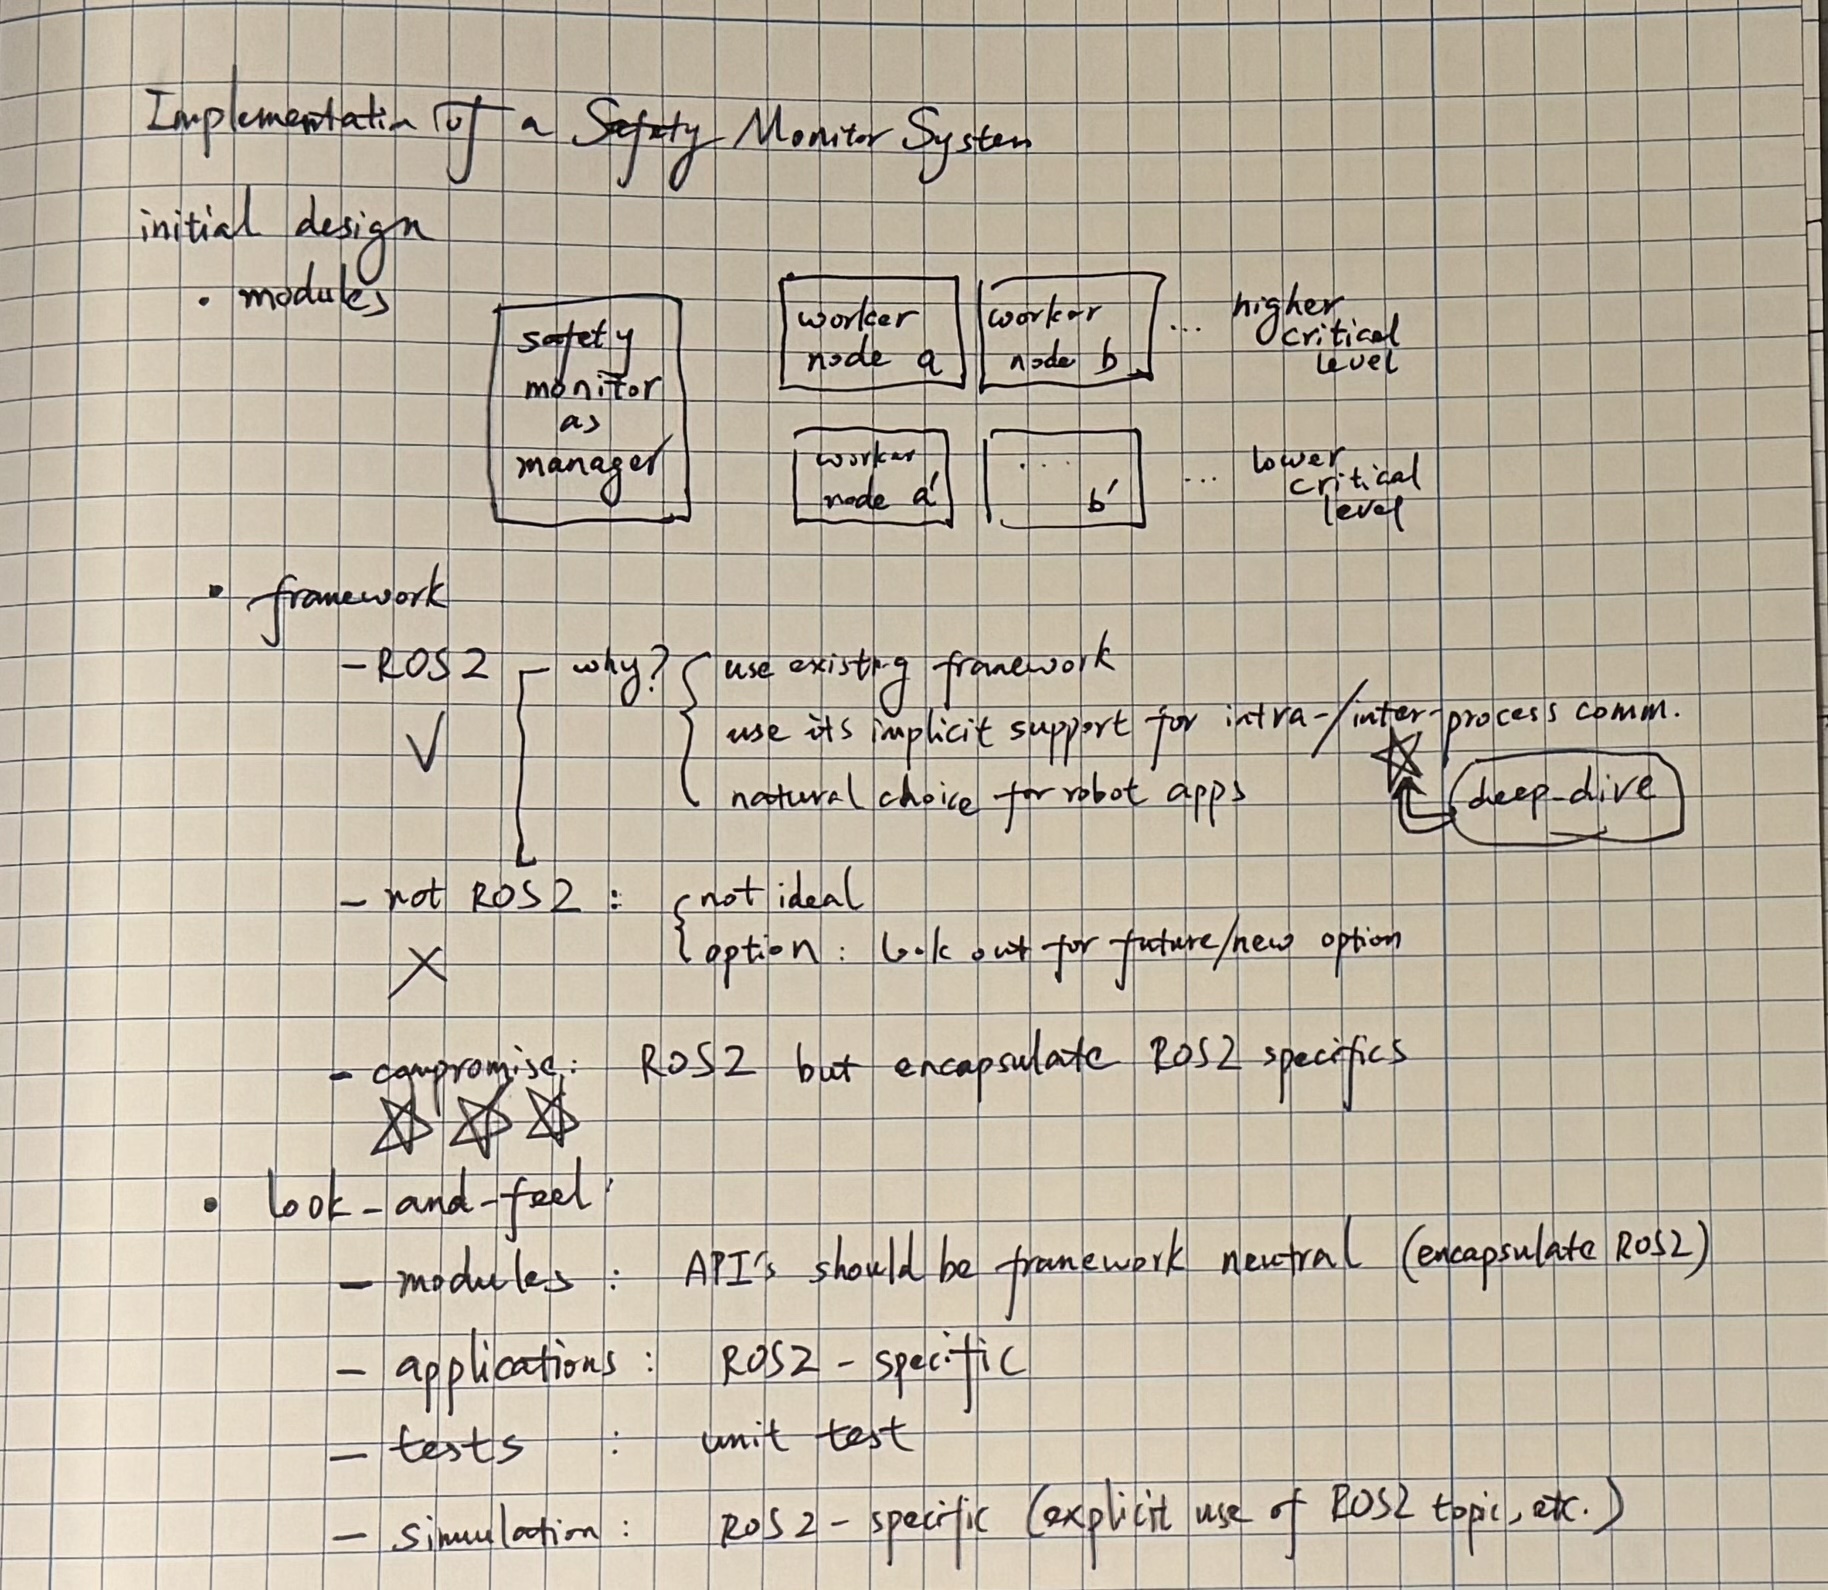 Implementation of a Safety Monitor System
initial design
• modules
safety
monitor
as
manager
worker
node a
worker
node b
... higher
critical
level
worker
node a'
....
b'
... lower
critical
level
• framework
- ROS2 - why? { use existing framework
use its implicit support for intra-/inter-process comm.
natural choice for robot apps
deep-dive
- not ROS2 : { not ideal
option : look out for future/new option
- compromise: ROS2 but encapsulate ROS2 specifics
• look-and-feel
- modules : API's should be framework neutral (encapsulate ROS2)
- applications : ROS2-specific
- tests : unit test
- simulation : ROS2-specific (explicit use of ROS2 topic, etc.)